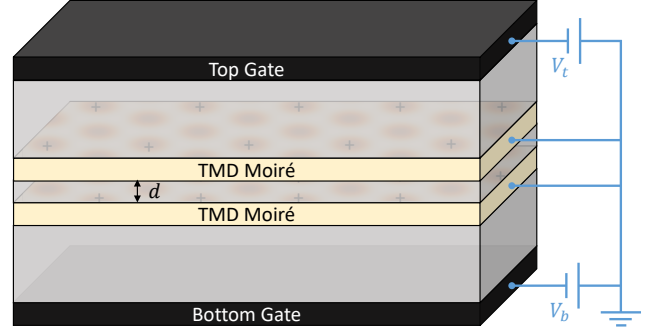 Top Gate
V_t
TMD Moiré
d
TMD Moiré
V_b
Bottom Gate